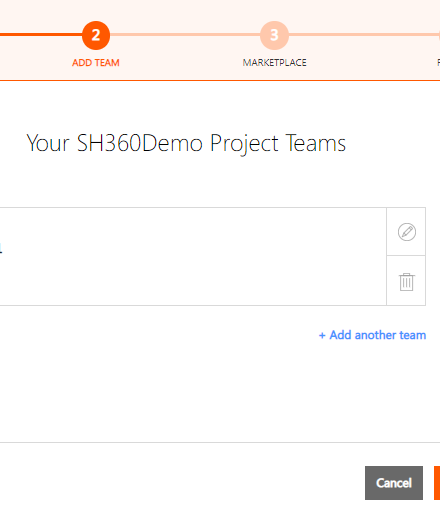 2
3
ADD TEAM
MARKETPLACE
Your SH360Demo Project Teams
+ Add another team
Cancel